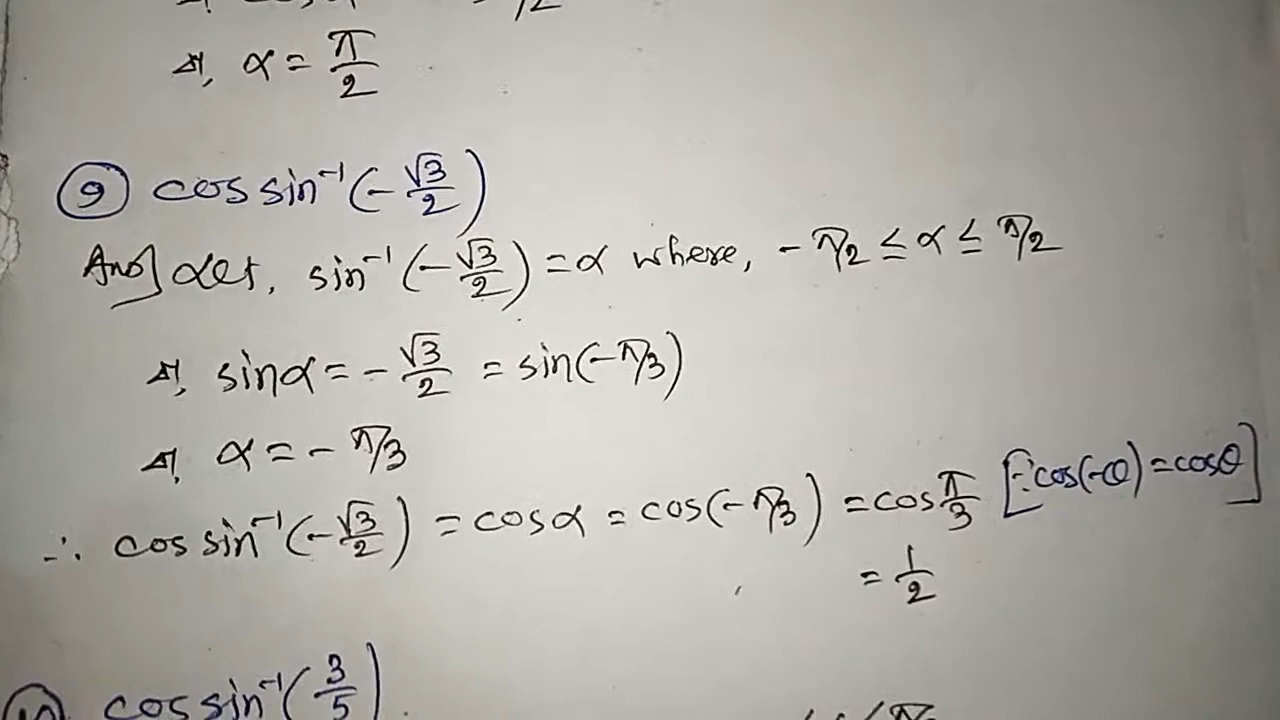 বা, α = π/2
⑨ cos sin⁻¹(-√3/2)
Ans] Let, sin⁻¹(-√3/2) = α where, -π/2 ≤ α ≤ π/2
বা, sinα = -√3/2 = sin(-π/3)
বা, α = -π/3
∴ cos sin⁻¹(-√3/2) = cosα = cos(-π/3) = cos π/3 [∵ cos(-θ) = cosθ]
= 1/2
cos sin⁻¹(3/5)